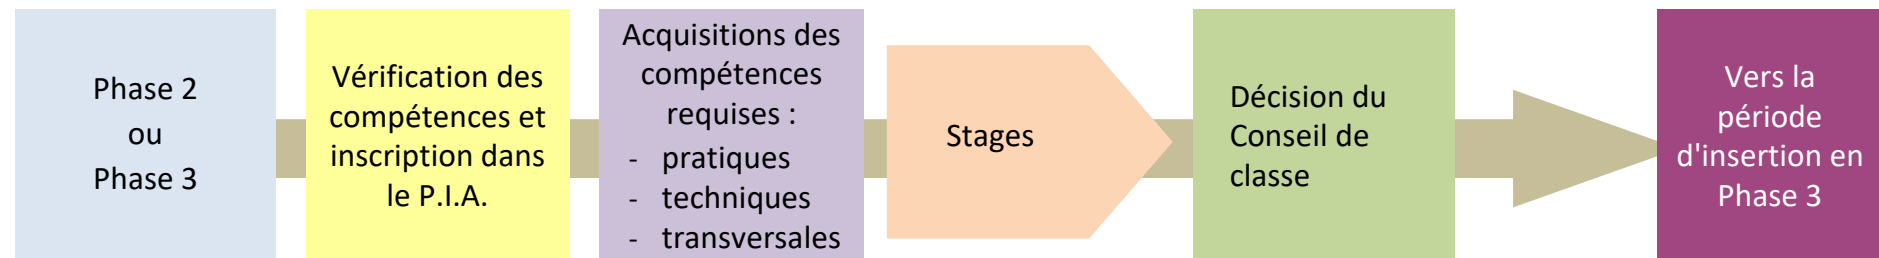 Phase 2
ou
Phase 3
Vérification des
compétences et
inscription dans
le P.I.A.
Acquisitions des
compétences
requises :
- pratiques
- techniques
- transversales
Stages
Décision du
Conseil de
classe
Vers la
période
d'insertion en
Phase 3